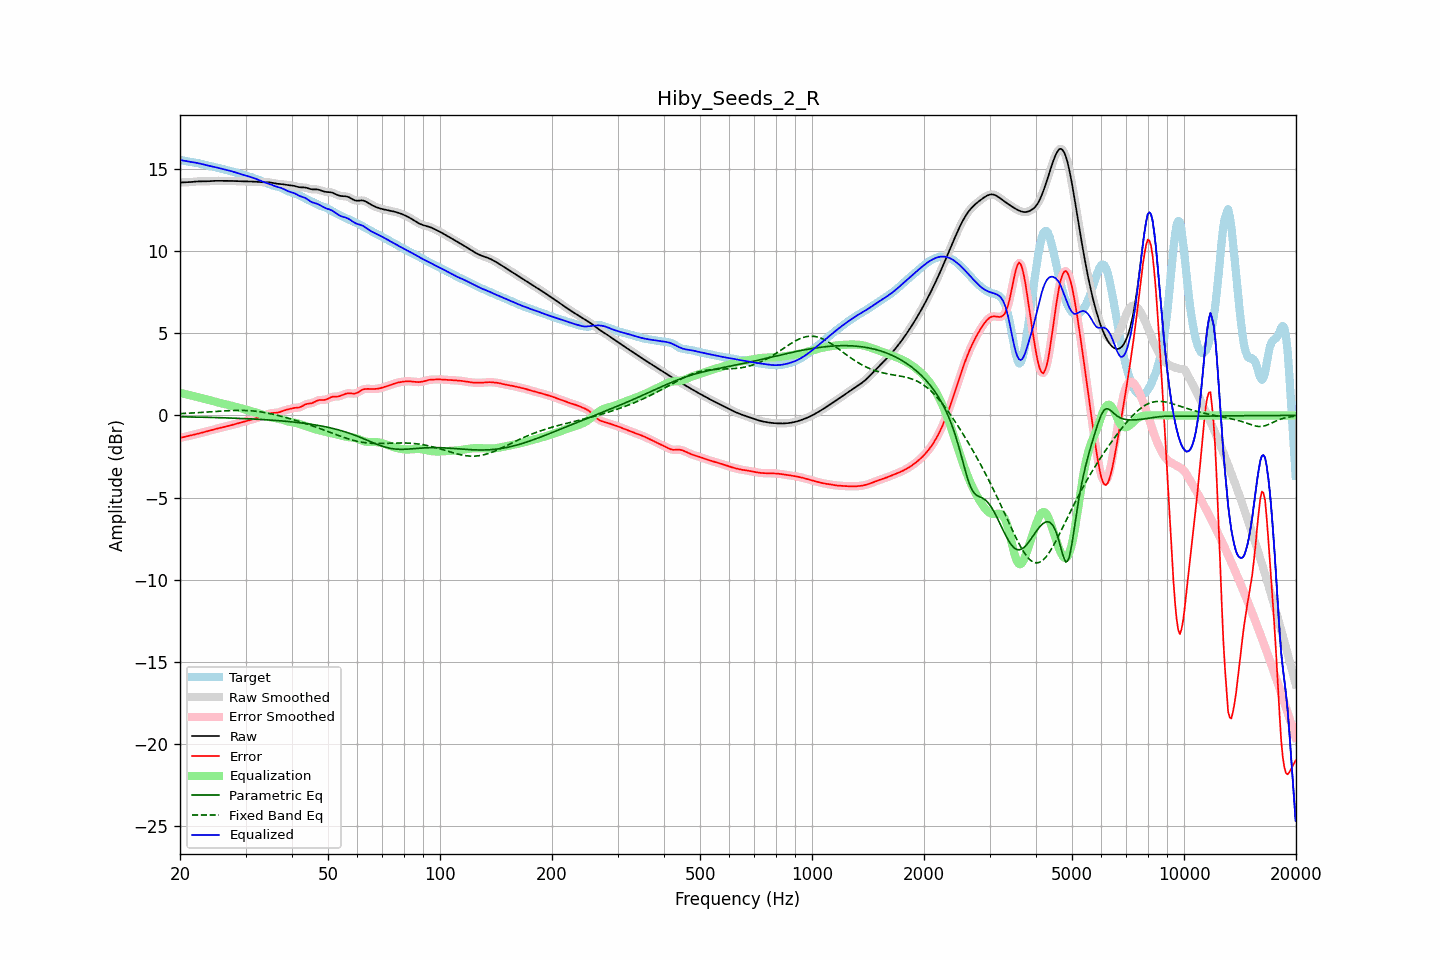 Hiby_Seeds_2_R
Amplitude (dBr)
15
10
5
0
−5
−10
−15
−20
−25
Target
Raw Smoothed
Error Smoothed
Raw
Error
Equalization
Parametric Eq
Fixed Band Eq
Equalized
20 50 100 200 500 1000 2000 5000 10000 20000
Frequency (Hz)